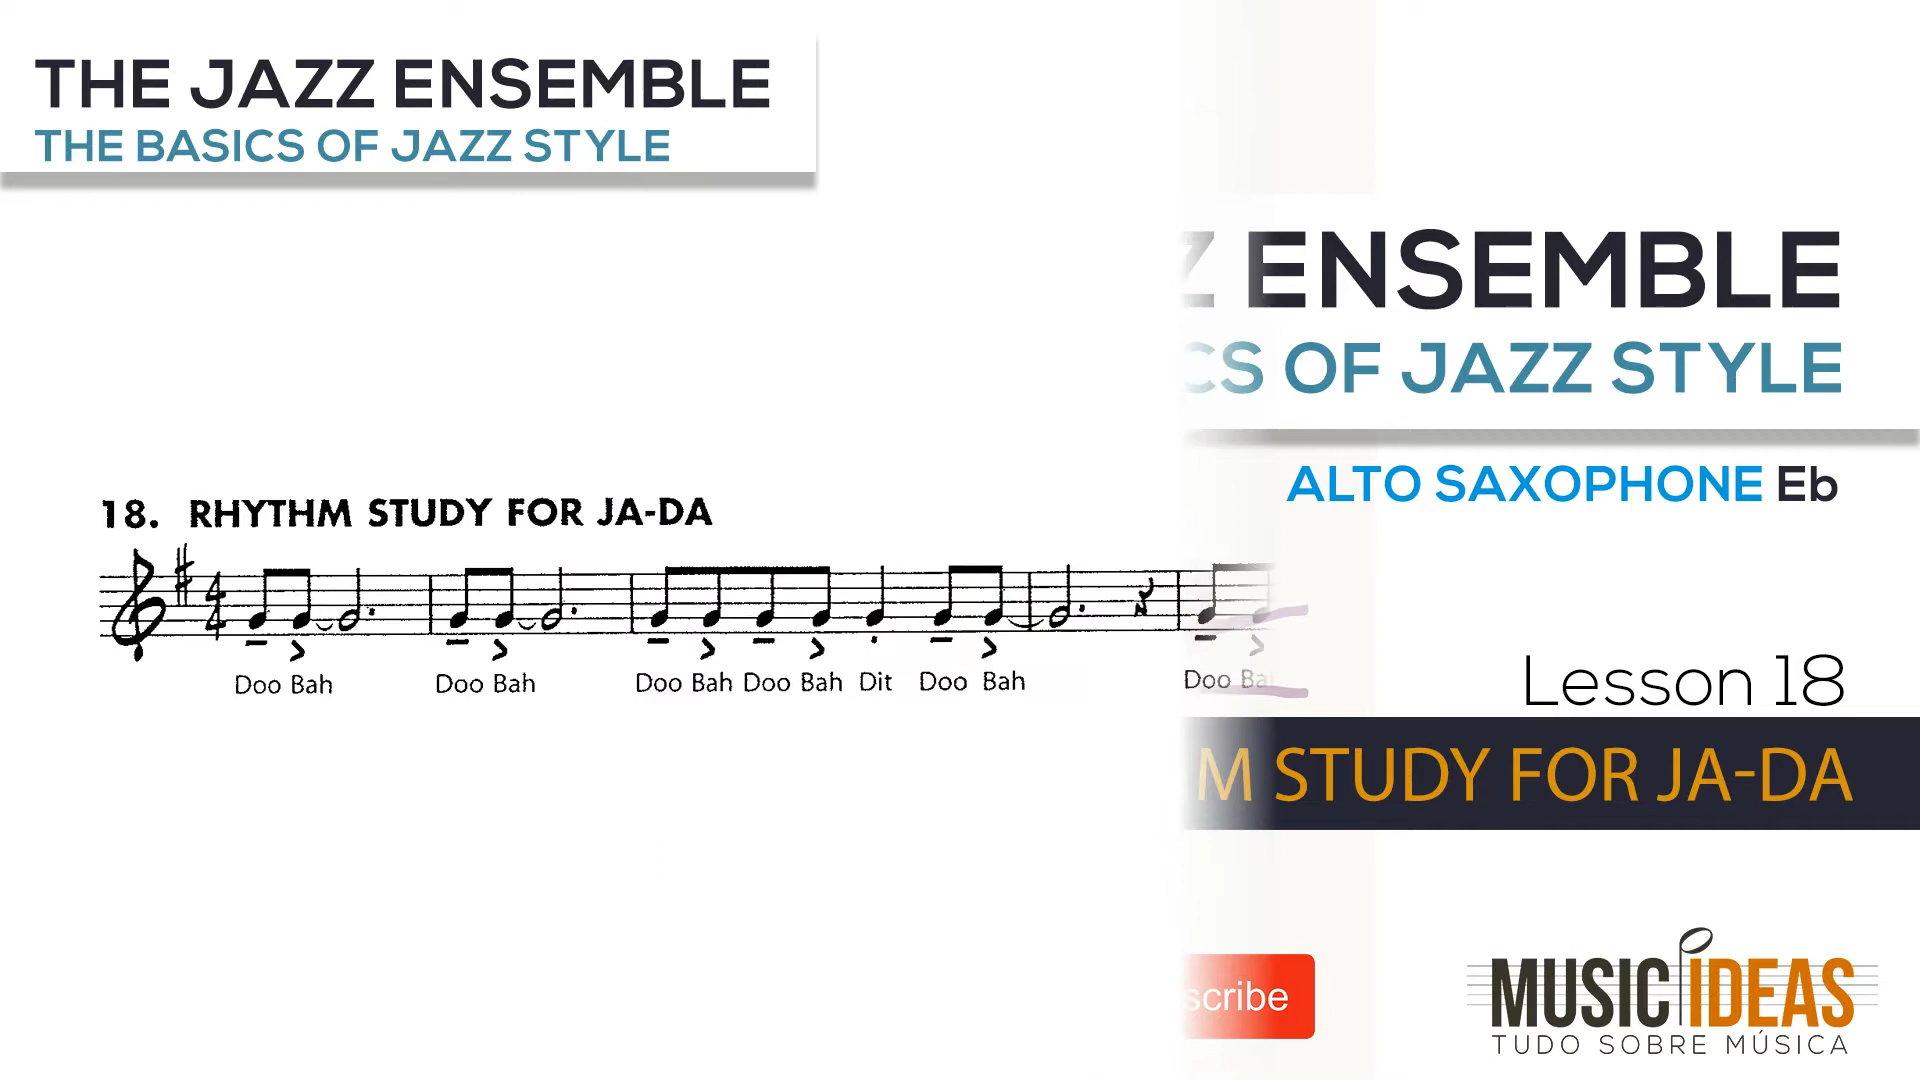 THE JAZZ ENSEMBLE
THE BASICS OF JAZZ STYLE
ENSEMBLE
OF JAZZ STYLE
ALTO SAXOPHONE Eb
18. RHYTHM STUDY FOR JA-DA
4
4
Doo Bah Doo Bah Doo Bah Doo Bah Dit Doo Bah Doo
Lesson 18
M STUDY FOR JA-DA
scribe
MUSIC IDEAS
TUDO SOBRE MÚSICA